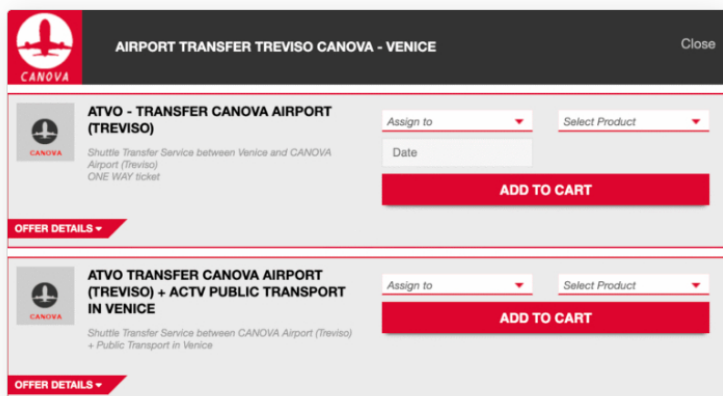 CANOVA
AIRPORT TRANSFER TREVISO CANOVA - VENICE
Close
CANOVA
ATVO - TRANSFER CANOVA AIRPORT
(TREVISO)
Shuttle Transfer Service between Venice and CANOVA
Airport (Treviso)
ONE WAY ticket
Assign to
Select Product
Date
ADD TO CART
OFFER DETAILS
CANOVA
ATVO TRANSFER CANOVA AIRPORT
(TREVISO) + ACTV PUBLIC TRANSPORT
IN VENICE
Shuttle Transfer Service between CANOVA Airport (Treviso)
+ Public Transport in Venice
Assign to
Select Product
ADD TO CART
OFFER DETAILS